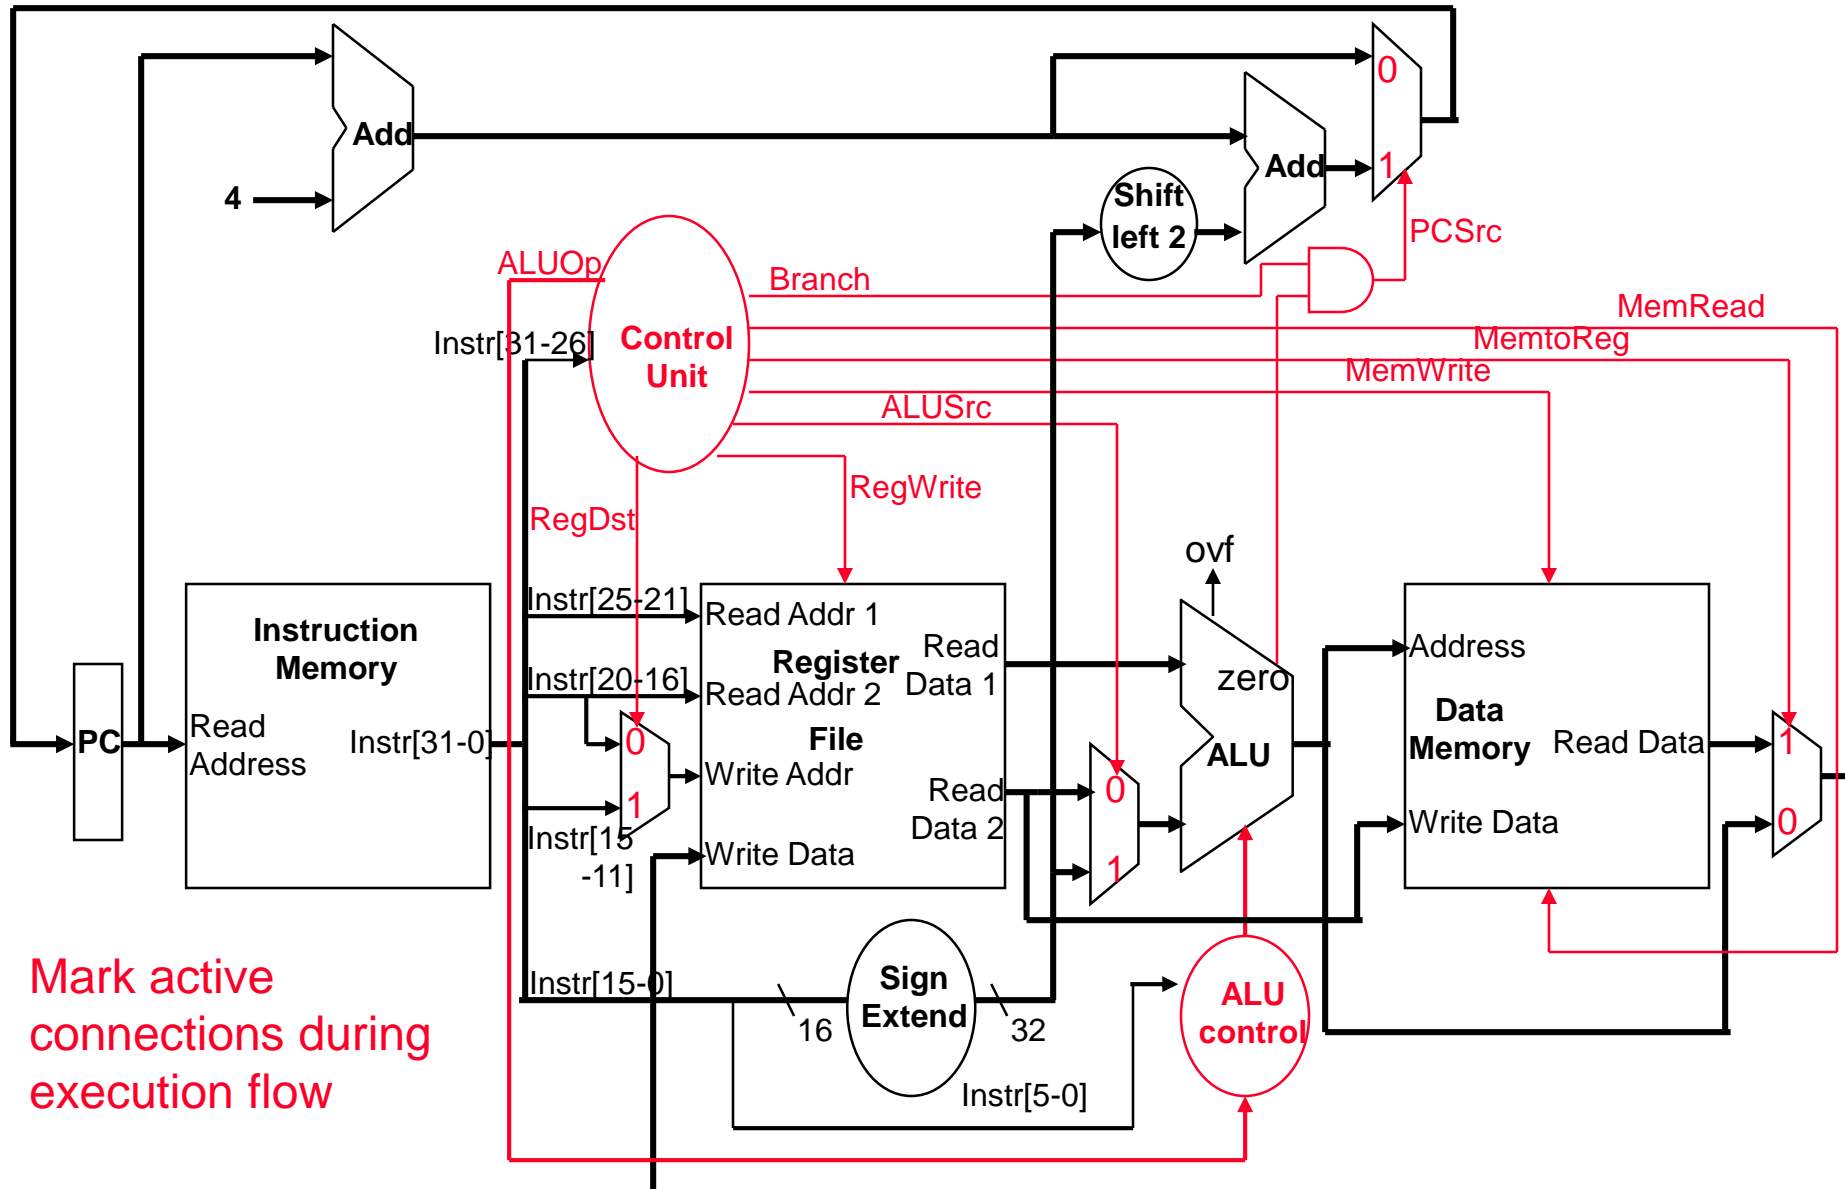 0
Add
1
Add
4
Shift
left 2
PCSrc
ALUOp
Branch
MemRead
Instr[31-26]
Control
Unit
MemtoReg
MemWrite
ALUSrc
RegWrite
RegDst
ovf
Instr[25-21]
Read Addr 1
Instruction
Memory
Read
Data 1
Register
Address
Instr[20-16]
Read Addr 2
zero
Data
Memory
PC
Read
Address
Instr[31-0]
0
File
ALU
Read Data
1
Write Addr
1
Read
Data 2
0
Write Data
0
Instr[15
-11]
Write Data
1
Mark active
connections during
execution flow
Instr[15-0]
16
Sign
Extend
32
ALU
control
Instr[5-0]